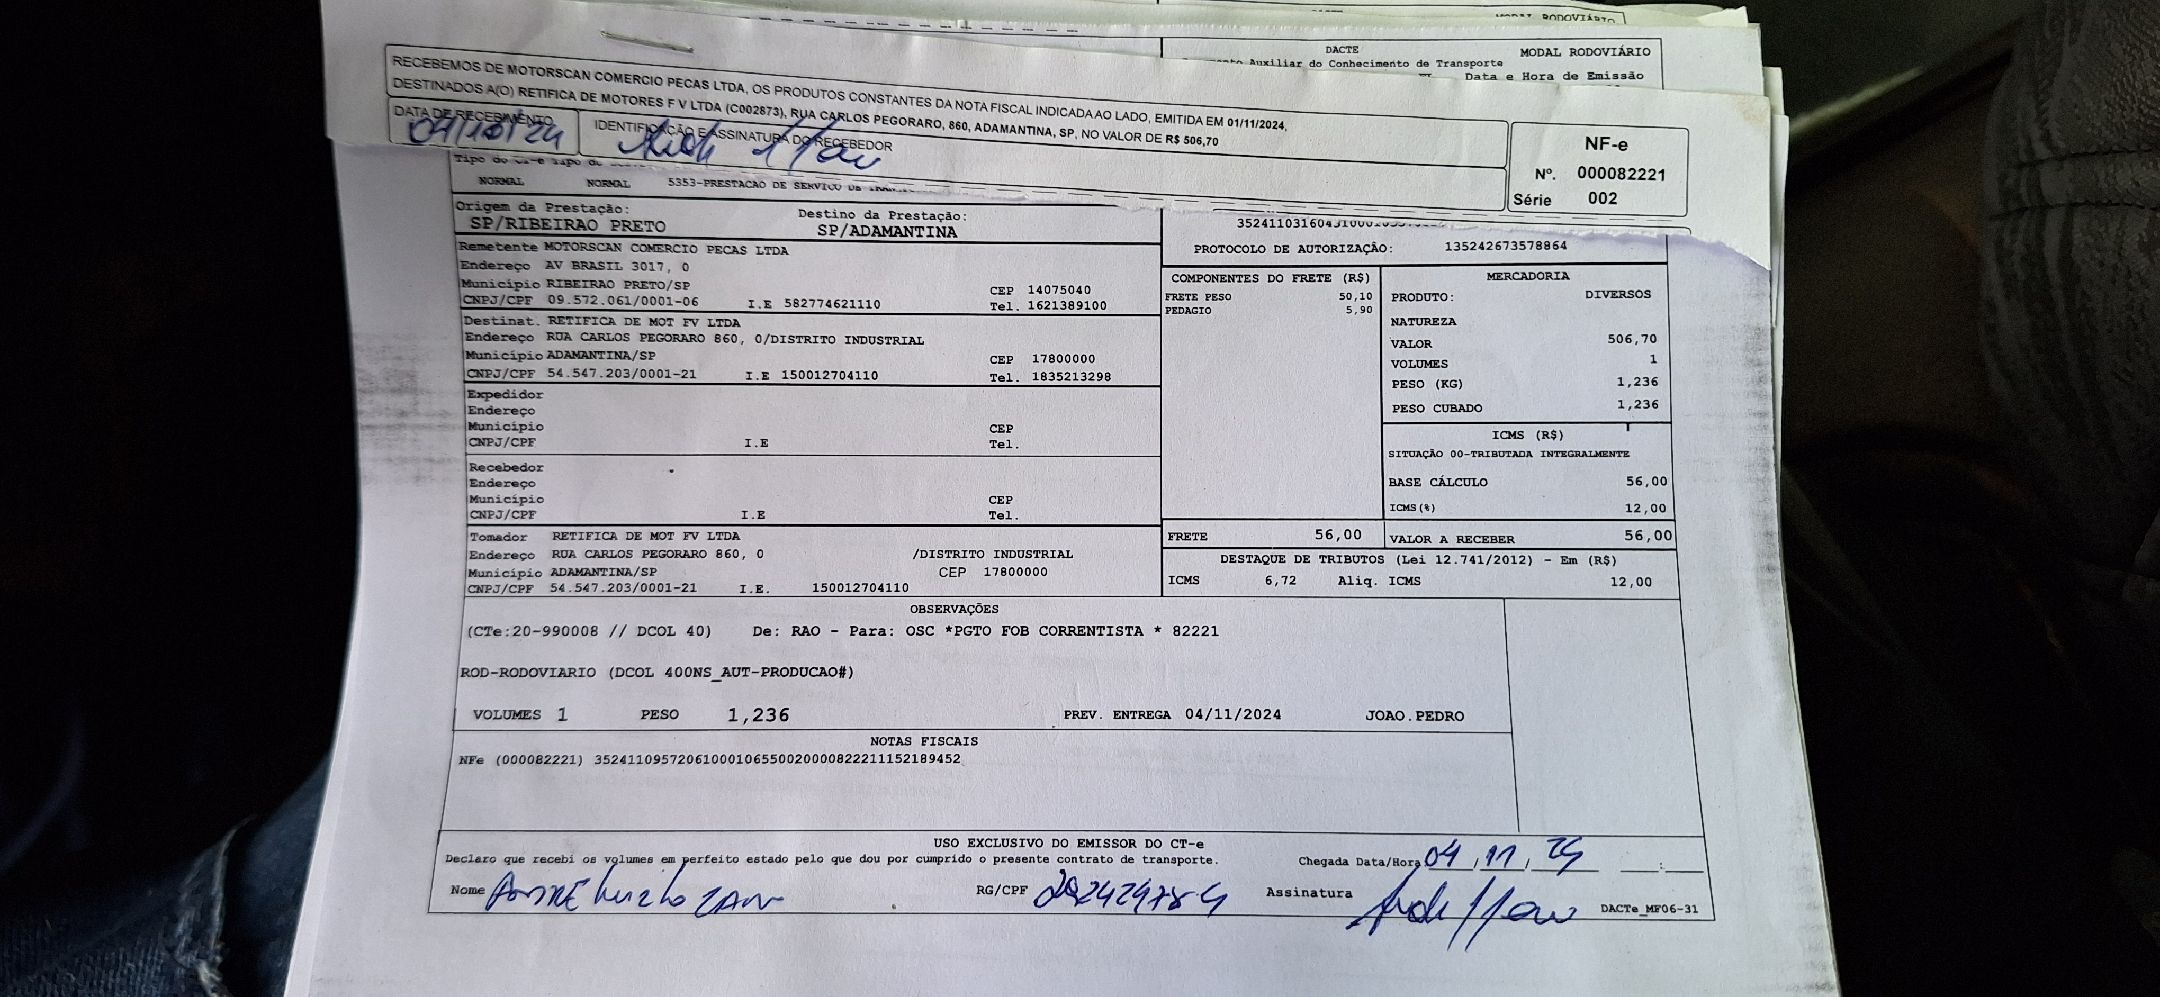 MODAL RODOVIÁRIO
DACTE
MODAL RODOVIÁRIO
Auxiliar do Conhecimento de Transporte
Data e Hora de Emissão
RECEBEMOS DE MOTORSCAN COMERCIO PECAS LTDA, OS PRODUTOS CONSTANTES DA NOTA FISCAL INDICADA AO LADO, EMITIDA EM 01/11/2024,
DESTINADOS A(O) RETIFICA DE MOTORES F V LTDA (C002873), RUA CARLOS PEGORARO, 860, ADAMANTINA, SP, NO VALOR DE R$ 506,70
DATA DE RECEBIMENTO
IDENTIFICAÇÃO E ASSINATURA DO RECEBEDOR
NF-e
Nº. 000082221
Série 002
NORMAL NORMAL 5353-PRESTACAO DE SERVICO DE
Origem da Prestação:
SP/RIBEIRAO PRETO
Destino da Prestação:
SP/ADAMANTINA
PROTOCOLO DE AUTORIZAÇÃO: 135242673578864
Remetente MOTORSCAN COMERCIO PECAS LTDA
Endereço AV BRASIL 3017, 0
Município RIBEIRAO PRETO/SP CEP 14075040
CNPJ/CPF 09.572.061/0001-06 I.E 582774621110 Tel. 1621389100
Destinat. RETIFICA DE MOT FV LTDA
Endereço RUA CARLOS PEGORARO 860, 0/DISTRITO INDUSTRIAL
Município ADAMANTINA/SP CEP 17800000
CNPJ/CPF 54.547.203/0001-21 I.E 150012704110 Tel. 1835213298
Expedidor
Endereço
Município CEP
CNPJ/CPF I.E Tel.
Recebedor
Endereço
Município CEP
CNPJ/CPF I.E Tel.
Tomador RETIFICA DE MOT FV LTDA
Endereço RUA CARLOS PEGORARO 860, 0 /DISTRITO INDUSTRIAL
Município ADAMANTINA/SP CEP 17800000
CNPJ/CPF 54.547.203/0001-21 I.E. 150012704110
COMPONENTES DO FRETE (R$)
FRETE PESO 50,10
PEDAGIO 5,90
MERCADORIA
PRODUTO: DIVERSOS
NATUREZA
VALOR 506,70
VOLUMES 1
PESO (KG) 1,236
PESO CUBADO 1,236
ICMS (R$)
SITUAÇÃO 00-TRIBUTADA INTEGRALMENTE
BASE CÁLCULO 56,00
ICMS(%) 12,00
FRETE 56,00 VALOR A RECEBER 56,00
DESTAQUE DE TRIBUTOS (Lei 12.741/2012) - Em (R$)
ICMS 6,72 Aliq. ICMS 12,00
OBSERVAÇÕES
(CTe:20-990008 // DCOL 40) De: RAO - Para: OSC *PGTO FOB CORRENTISTA * 82221
ROD-RODOVIARIO (DCOL 400NS_AUT-PRODUCAO#)
VOLUMES 1 PESO 1,236 PREV. ENTREGA 04/11/2024 JOAO.PEDRO
NOTAS FISCAIS
NFe (000082221) 35241109572061000106550020000822211152189452
USO EXCLUSIVO DO EMISSOR DO CT-e
Declaro que recebi os volumes em perfeito estado pelo que dou por cumprido o presente contrato de transporte.
Chegada Data/Hora 04/11/24
Nome
RG/CPF
Assinatura
DACTe_MF06-31